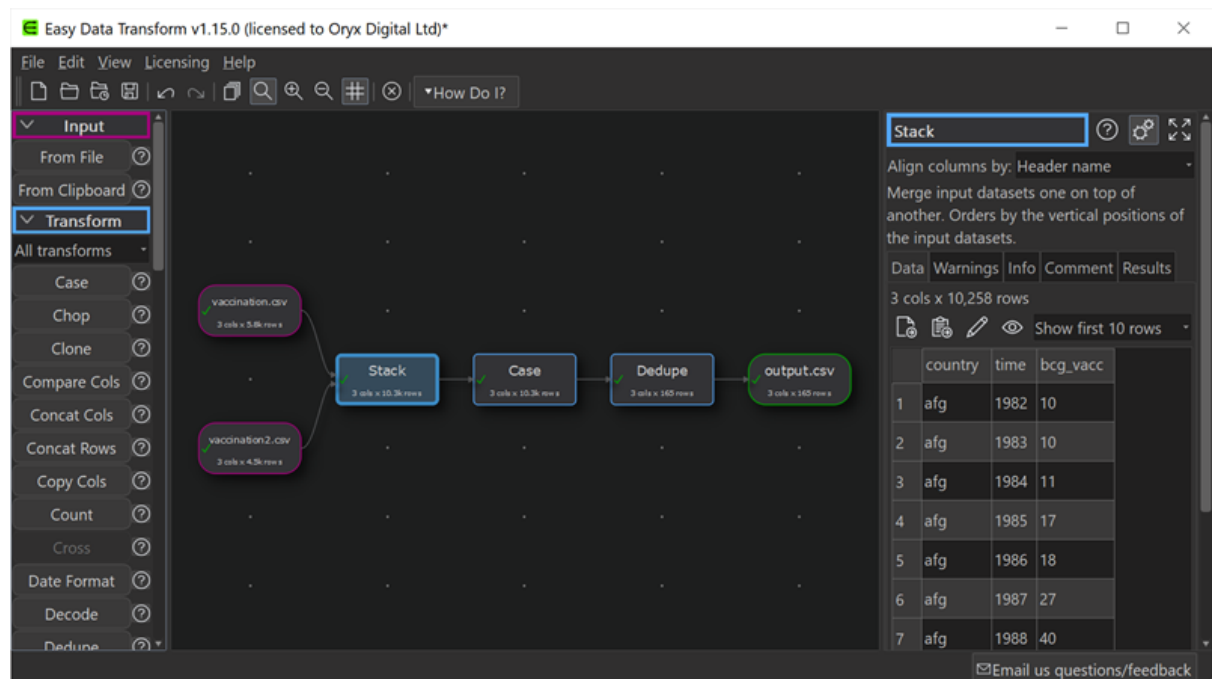 Easy Data Transform v1.15.0 (licensed to Oryx Digital Ltd)*
File Edit View Licensing Help
How Do I?
Input
From File
From Clipboard
Transform
All transforms
Case
Chop
Clone
Compare Cols
Concat Cols
Concat Rows
Copy Cols
Count
Cross
Date Format
Decode
Dedupe
vaccination.csv
3 cols x 5.8k rows
vaccination2.csv
3 cols x 4.5k rows
Stack
3 cols x 10.3k rows
Case
3 cols x 10.3k rows
Dedupe
3 cols x 165 rows
output.csv
3 cols x 165 rows
Stack
Align columns by: Header name
Merge input datasets one on top of
another. Orders by the vertical positions of
the input datasets.
Data Warnings Info Comment Results
3 cols x 10,258 rows
Show first 10 rows
country time bcg_vacc
1 afg 1982 10
2 afg 1983 10
3 afg 1984 11
4 afg 1985 17
5 afg 1986 18
6 afg 1987 27
7 afg 1988 40
Email us questions/feedback